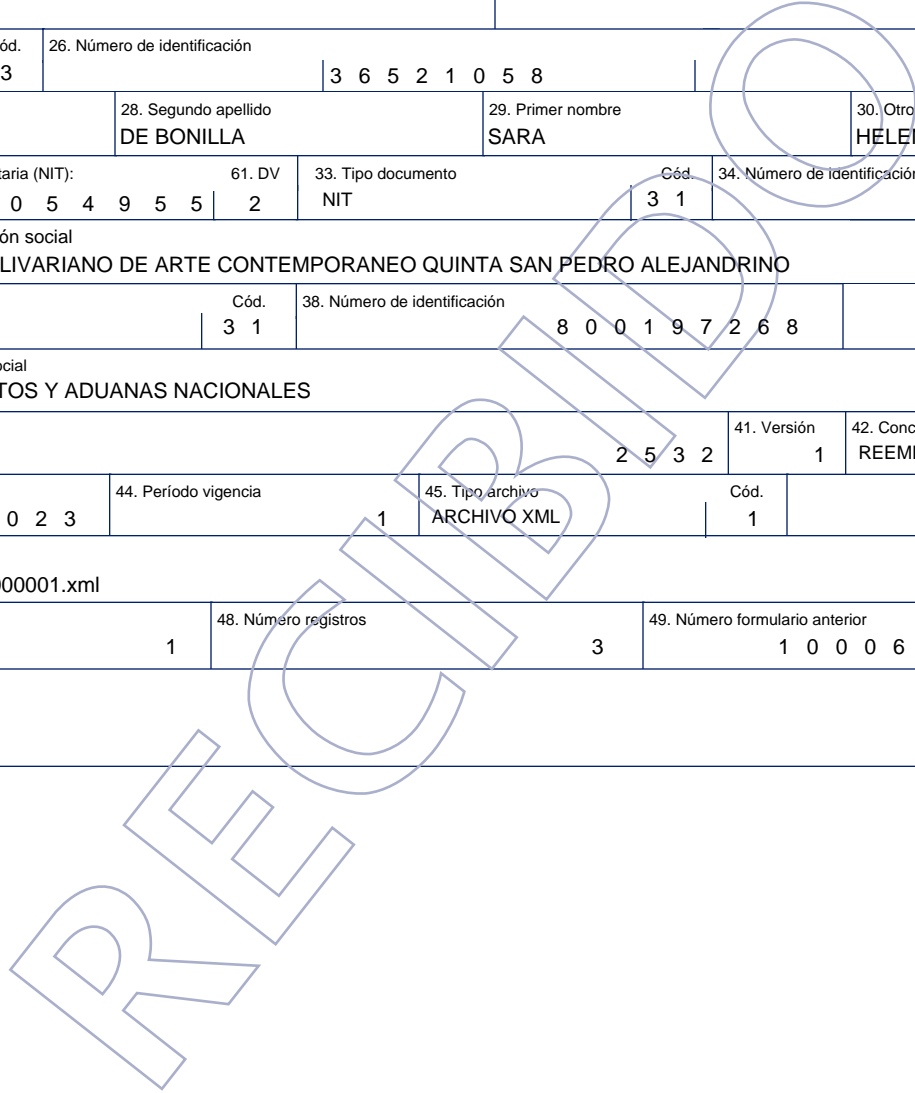 ód. 26. Número de identificación
3 3 6 5 2 1 0 5 8
28. Segundo apellido 29. Primer nombre 30. Otro
DE BONILLA SARA HELEN
taria (NIT): 61. DV 33. Tipo documento Cód. 34. Número de identificación
0 5 4 9 5 5 2 NIT 3 1
ón social
LIVARIANO DE ARTE CONTEMPORANEO QUINTA SAN PEDRO ALEJANDRINO
Cód. 38. Número de identificación
3 1 8 0 0 1 9 7 2 6 8
ocial
TOS Y ADUANAS NACIONALES
41. Versión 42. Conc
2 5 3 2 1 REEM
44. Período vigencia 45. Tipo archivo Cód.
0 2 3 1 ARCHIVO XML 1
000001.xml
48. Número registros 49. Número formulario anterior
1 3 1 0 0 0 6
RECIBIDO